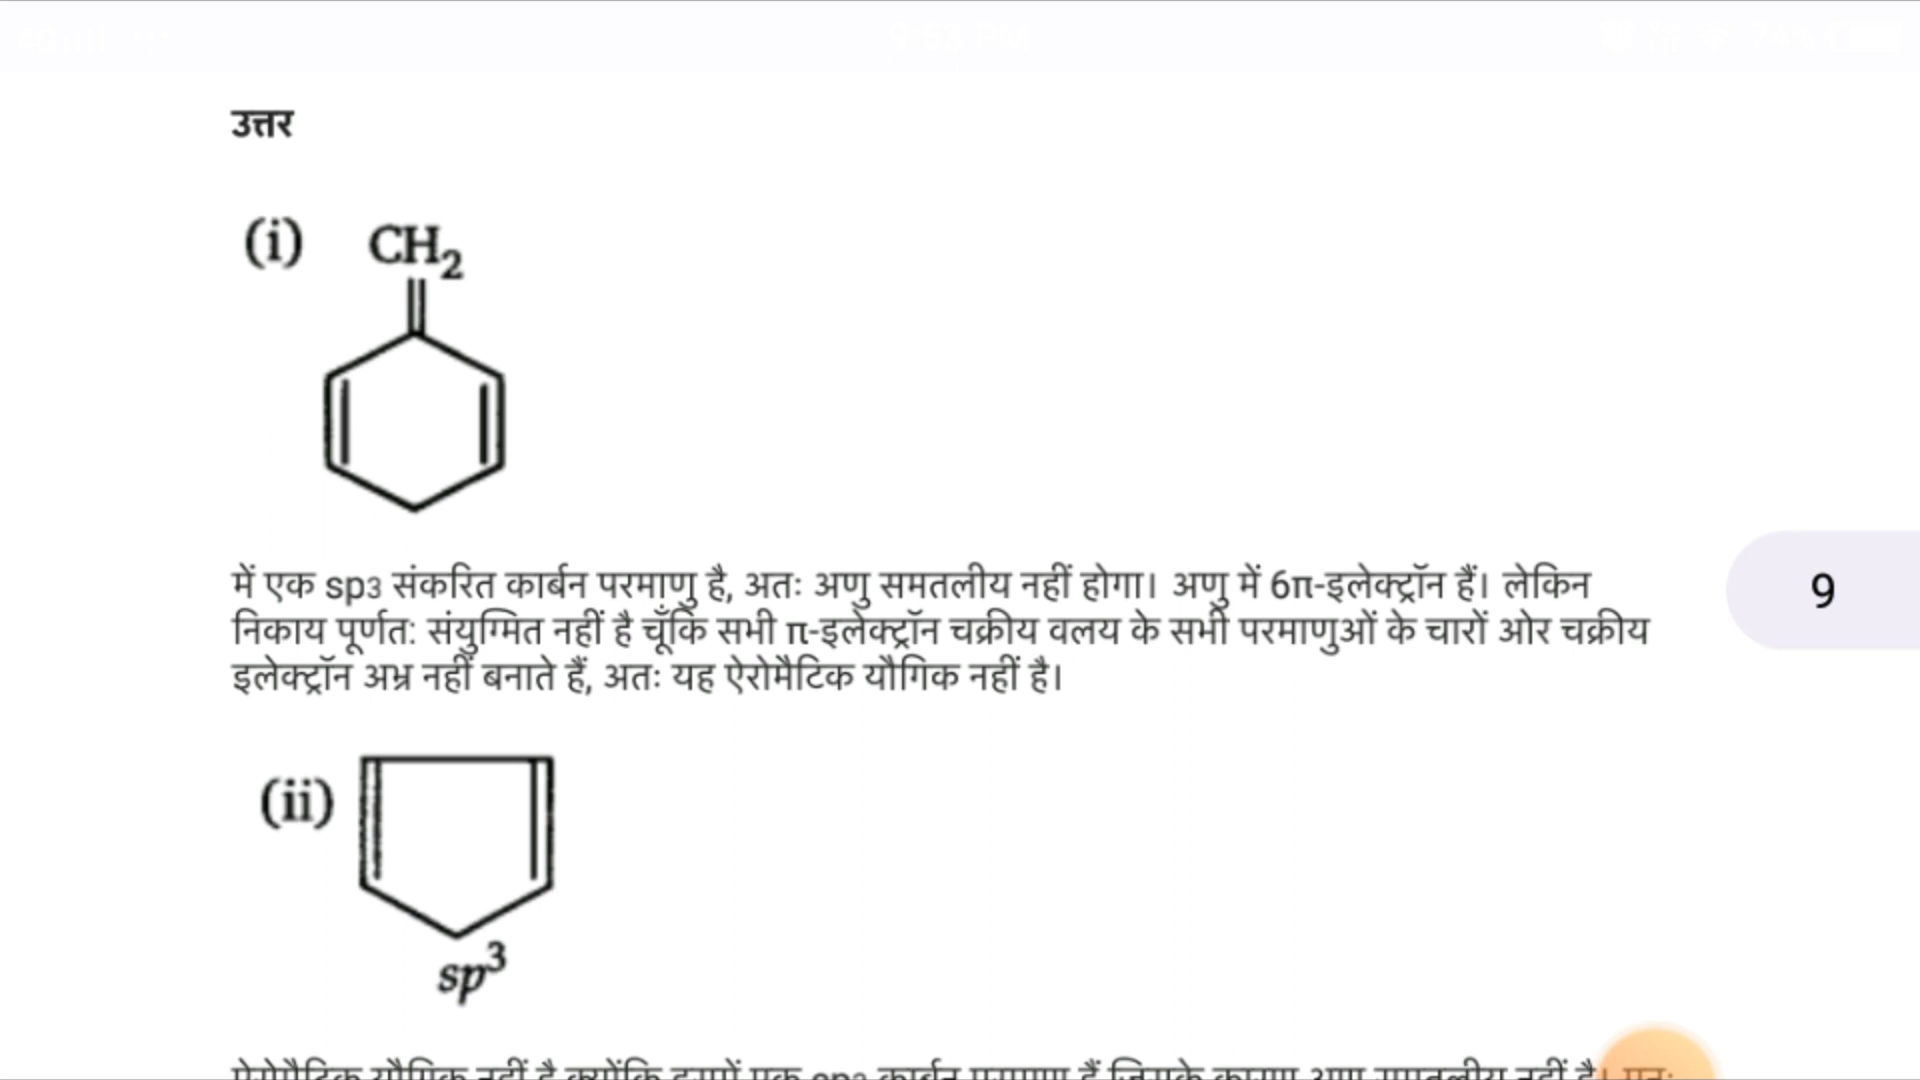 उत्तर
(i) CH2
में एक sp3 संकरित कार्बन परमाणु है, अतः अणु समतलीय नहीं होगा। अणु में 6π-इलेक्ट्रॉन हैं। लेकिन
निकाय पूर्णत: संयुग्मित नहीं है चूँकि सभी π-इलेक्ट्रॉन चक्रीय वलय के सभी परमाणुओं के चारों ओर चक्रीय
इलेक्ट्रॉन अभ्र नहीं बनाते हैं, अतः यह ऐरोमैटिक यौगिक नहीं है।
9
(ii)
sp3